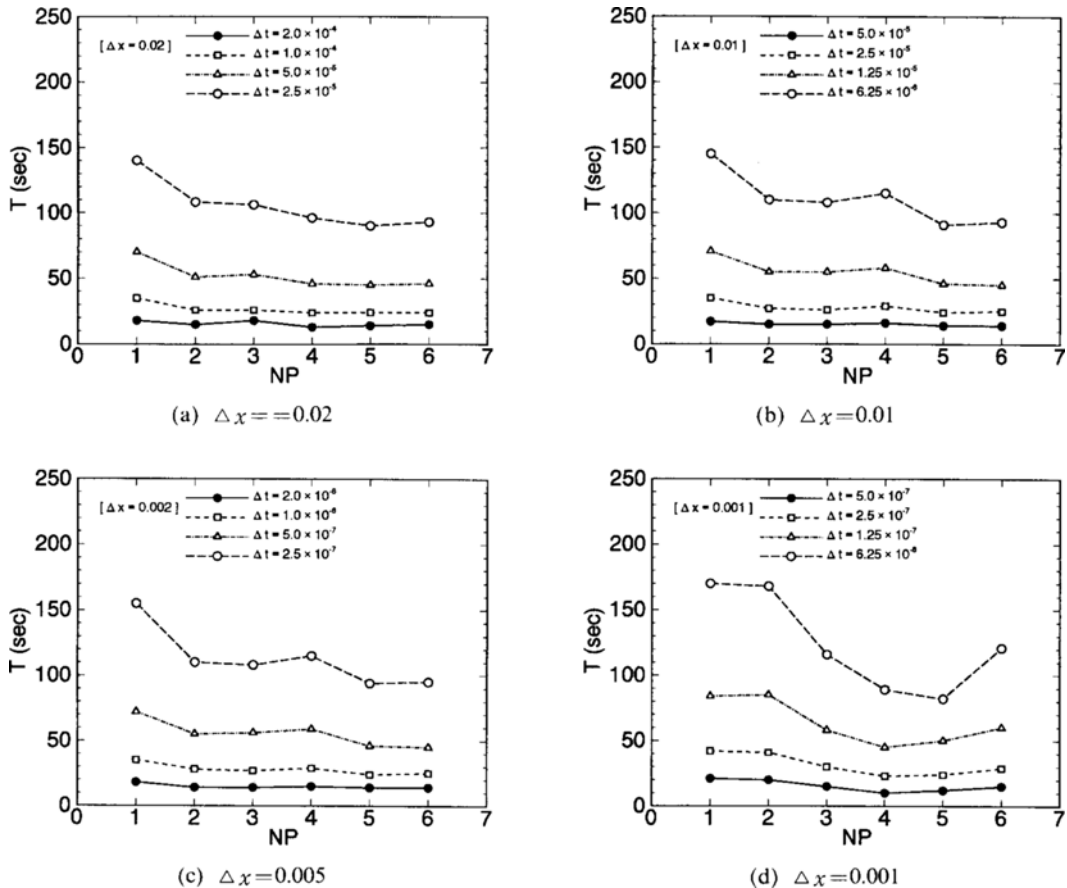 250
200
150
100
50
0
T (sec)
[ Δx = 0.02 ]
Δt = 2.0 × 10⁻⁴
Δt = 1.0 × 10⁻⁴
Δt = 5.0 × 10⁻⁵
Δt = 2.5 × 10⁻⁵
0 1 2 3 4 5 6 7
NP
(a) △x==0.02
250
200
150
100
50
0
T (sec)
[ Δx = 0.01 ]
Δt = 5.0 × 10⁻⁵
Δt = 2.5 × 10⁻⁵
Δt = 1.25 × 10⁻⁵
Δt = 6.25 × 10⁻⁶
0 1 2 3 4 5 6 7
NP
(b) △x=0.01
250
200
150
100
50
0
T (sec)
[ Δx = 0.002 ]
Δt = 2.0 × 10⁻⁶
Δt = 1.0 × 10⁻⁶
Δt = 5.0 × 10⁻⁷
Δt = 2.5 × 10⁻⁷
0 1 2 3 4 5 6 7
NP
(c) △x=0.005
250
200
150
100
50
0
T (sec)
[ Δx = 0.001 ]
Δt = 5.0 × 10⁻⁷
Δt = 2.5 × 10⁻⁷
Δt = 1.25 × 10⁻⁷
Δt = 6.25 × 10⁻⁸
0 1 2 3 4 5 6 7
NP
(d) △x=0.001